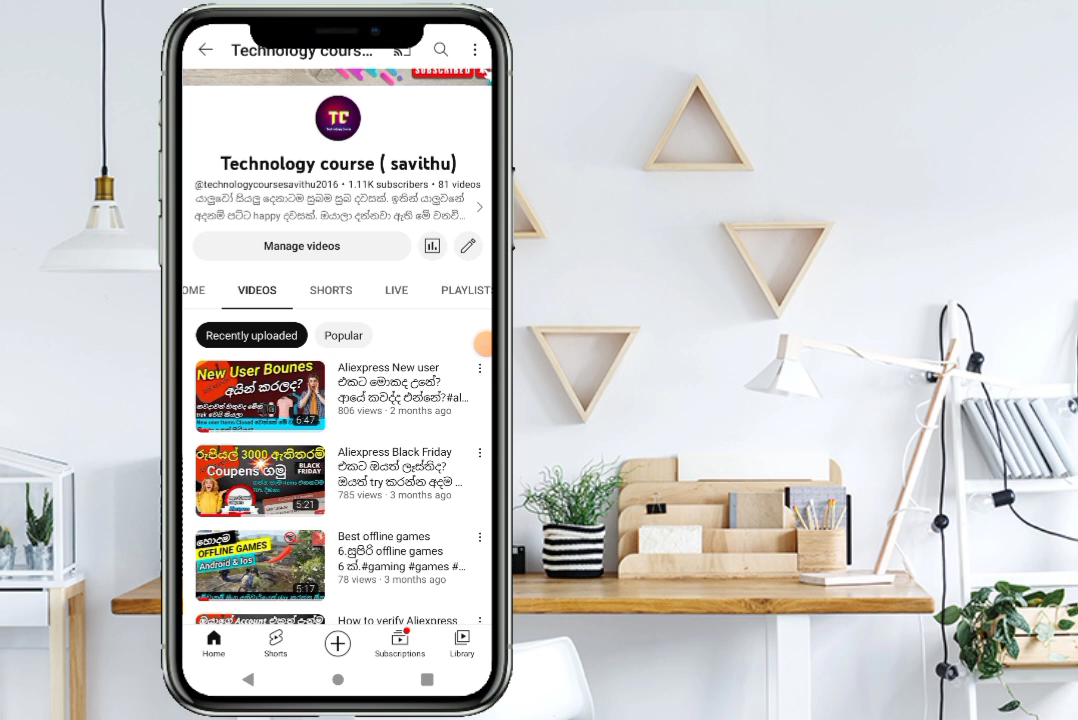 Technology cours...
SUBSCRIBED
TC
Technology course ( savithu)
@technologycoursesavithu2016 • 1.11K subscribers • 81 videos
යාලුවෝ සියලු දෙනාටම සුබම සුබ දවසක්. ඉතින් යාලුවනේ
අදනම් පට්ට happy දවසක්. ඔයාලා දන්නවා ඇති මේ වනවි...
Manage videos
OME VIDEOS SHORTS LIVE PLAYLISTS
Recently uploaded Popular
New User Bounes
අයින් කරලද?
6:47
Aliexpress New user
එකට මොකද උනේ?
ආයේ කවද්ද එන්නේ?#al...
806 views · 2 months ago
රුපියල් 3000 ඇතිතරම්
Coupens ගමු
BLACK
FRIDAY
5:21
Aliexpress Black Friday
එකට ඔයත් ලෑස්තිද?
ඔයත් try කරන්න අදම ...
785 views · 3 months ago
හොදම
OFFLINE GAMES
Android & Ios
5:17
Best offline games
6.සුපිරි offline games
6 ක්.#gaming #games #...
78 views · 3 months ago
How to verify Aliexpress
Home Shorts Subscriptions Library